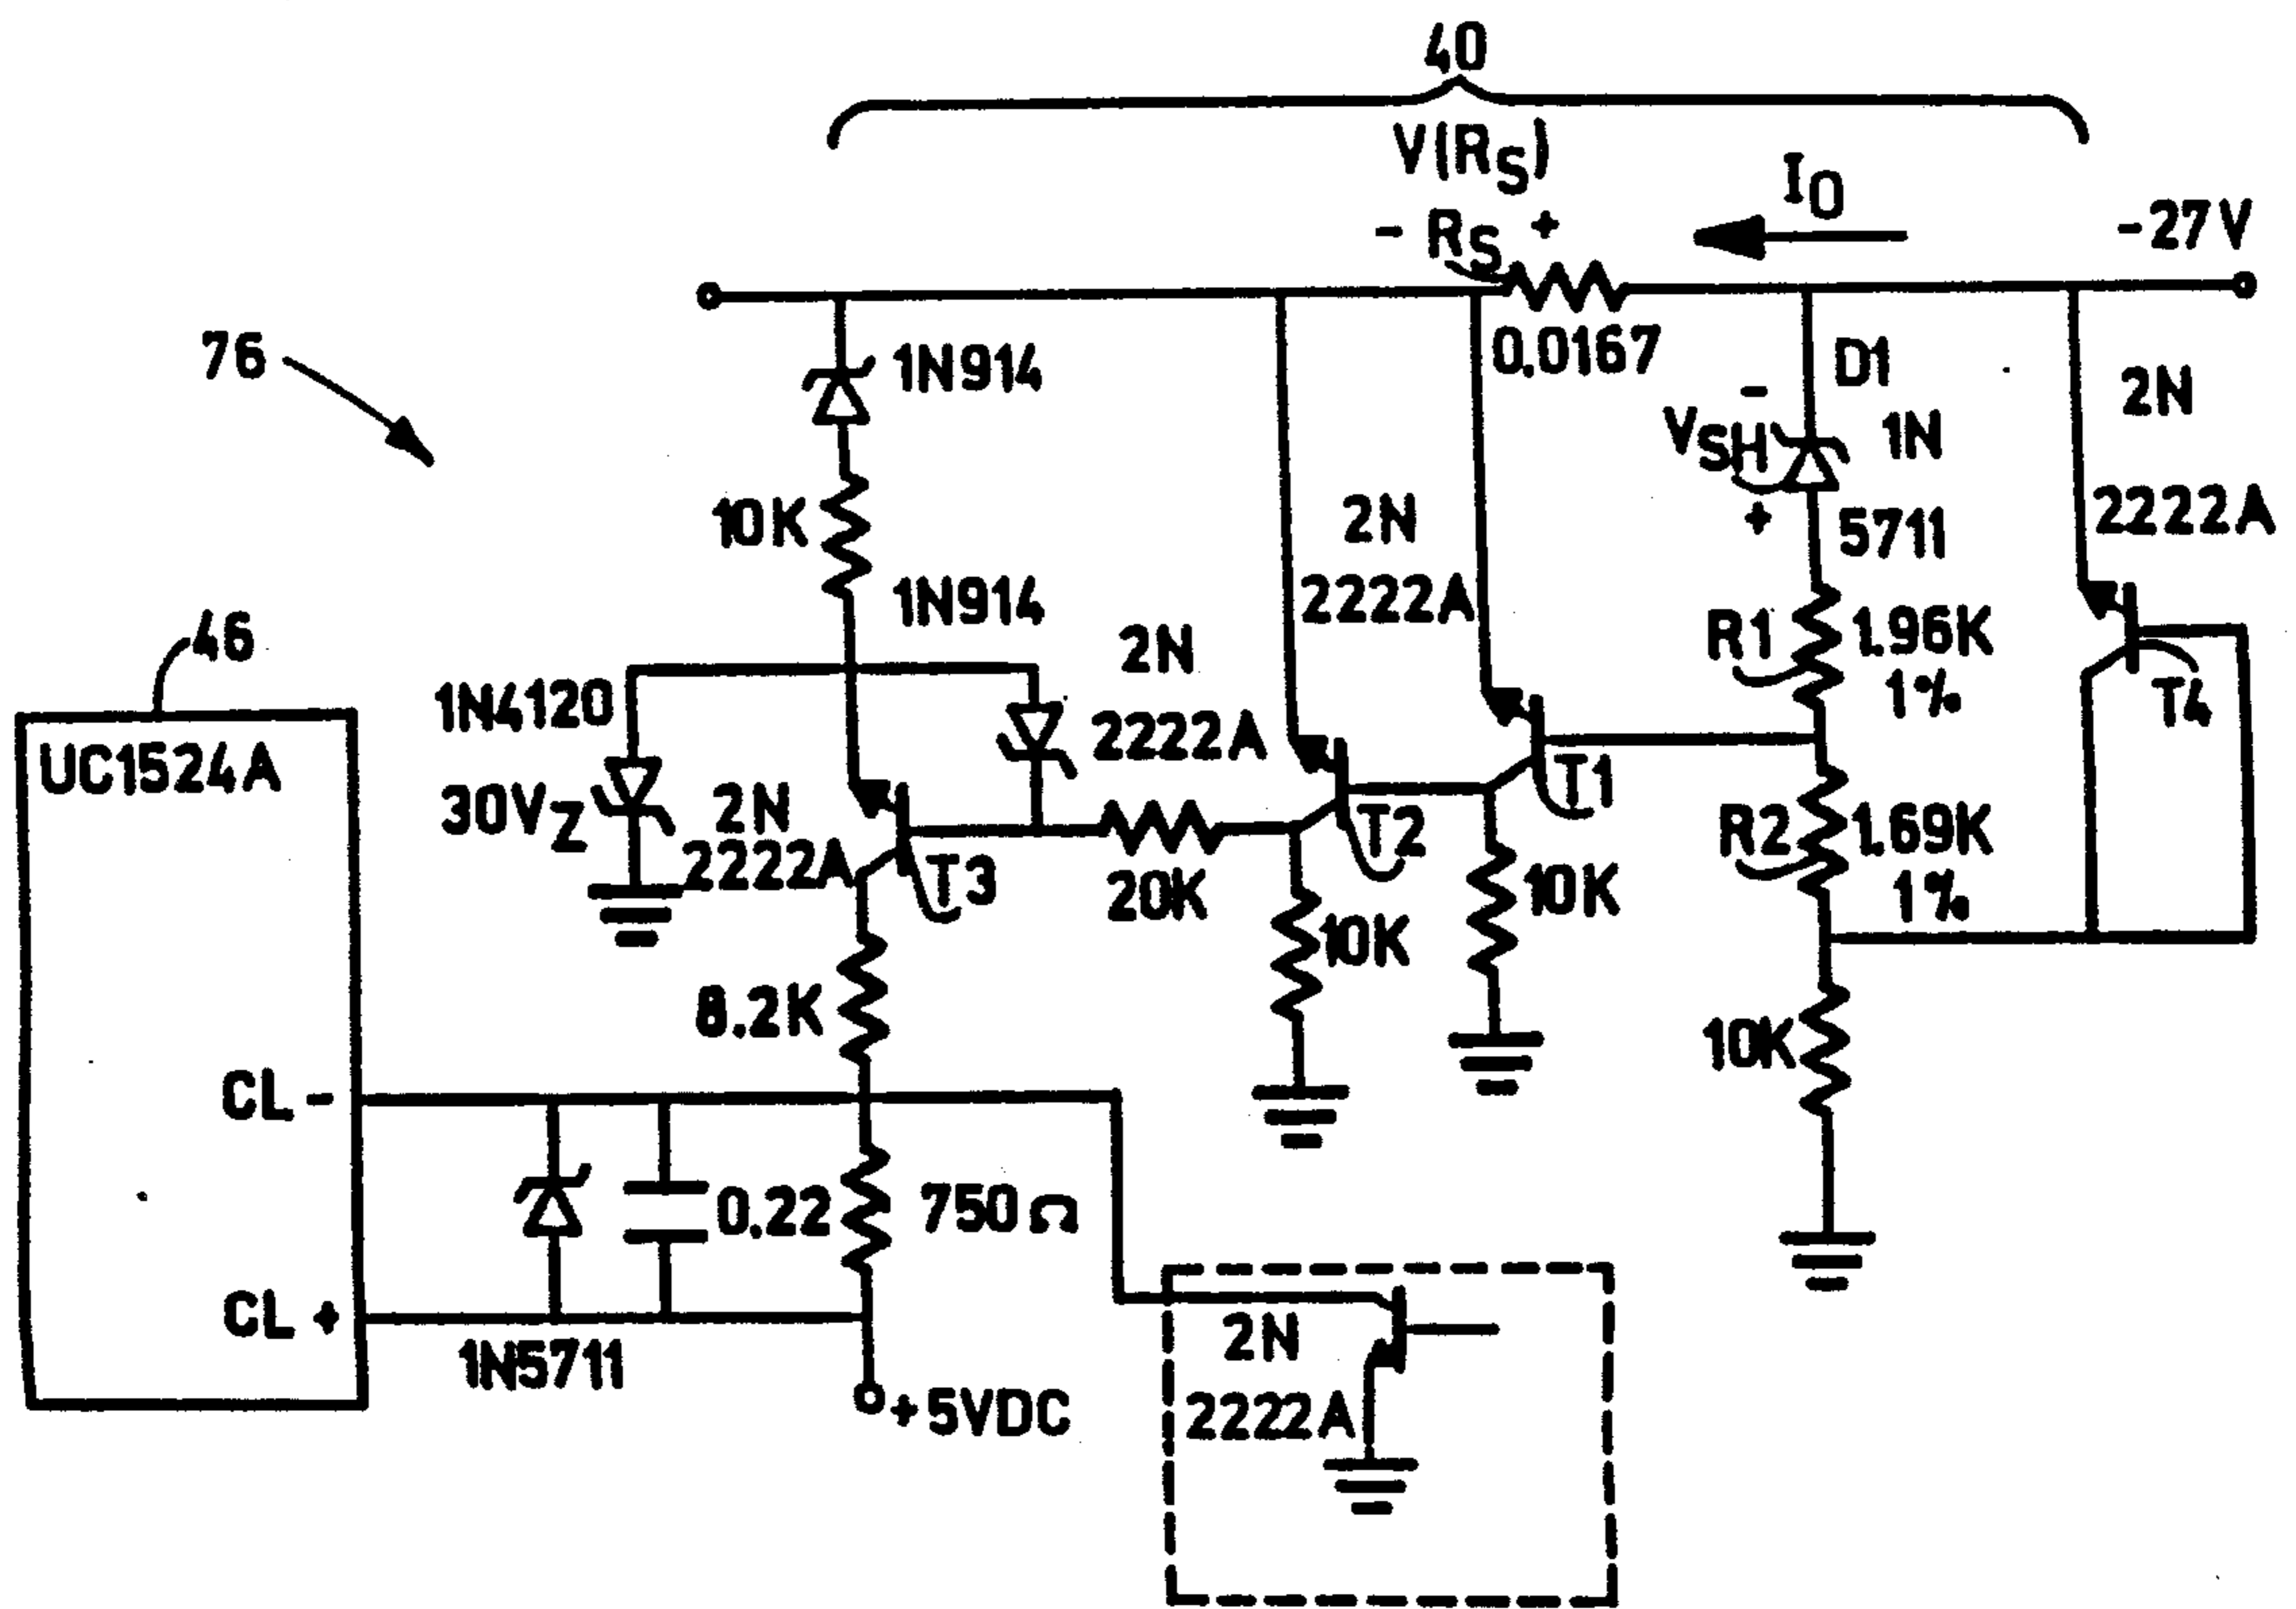 40
V(RS)
- RS +
IO
-27V
0.0167
76
1N914
D1
1N
5711
-
VSH
+
2N
2222A
10K
2N
2222A
1N914
R1
1.96K
1%
T4
46
1N4120
30VZ
2N
2222A
UC1524A
2N
2222A
T3
T2
T1
R2
1.69K
1%
20K
10K
10K
8.2K
10K
CL -
0.22
750Ω
CL +
1N5711
+5VDC
2N
2222A